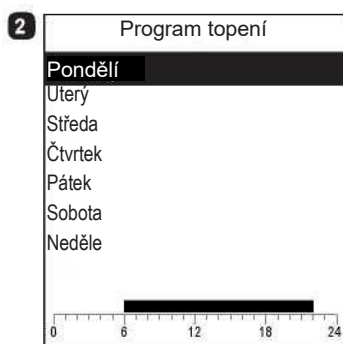 2
Program topení
Pondělí
Úterý
Středa
Čtvrtek
Pátek
Sobota
Neděle
0 6 12 18 24